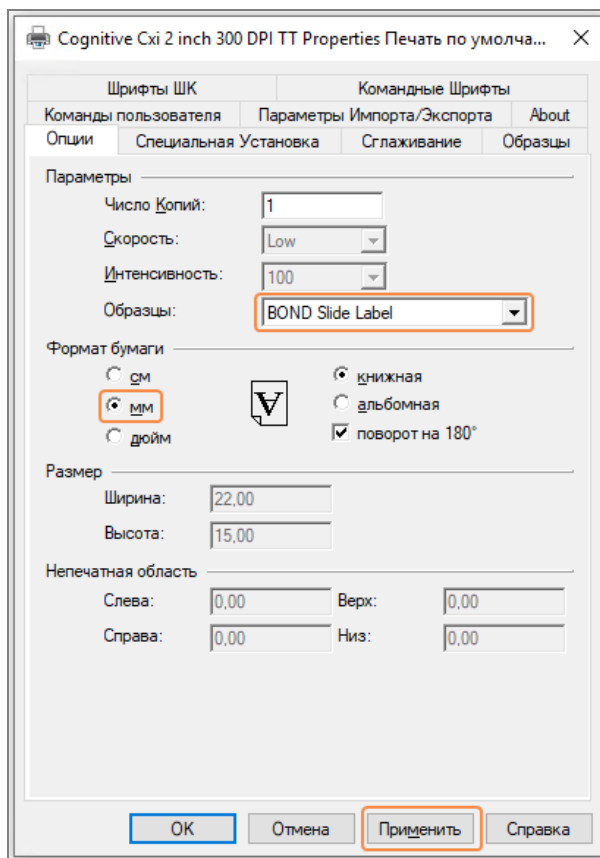 Cognitive Cxi 2 inch 300 DPI TT Properties Печать по умолча...
Шрифты ШК Командные Шрифты
Команды пользователя Параметры Импорта/Экспорта About
Опции Специальная Установка Сглаживание Образцы
Параметры
Число Копий: 1
Скорость: Low
Интенсивность: 100
Образцы: BOND Slide Label
Формат бумаги
см книжная
мм A альбомная
дюйм поворот на 180°
Размер
Ширина: 22,00
Высота: 15,00
Непечатная область
Слева: 0,00 Верх: 0,00
Справа: 0,00 Низ: 0,00
OK Отмена Применить Справка